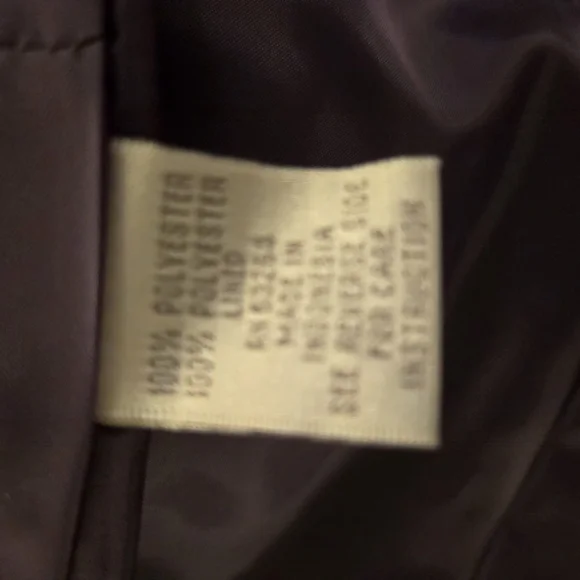 100% POLYESTER
100% POLYESTER
LINED
MADE IN
INDONESIA
SEE REVERSE SIDE
FOR CARE
INSTRUCTION